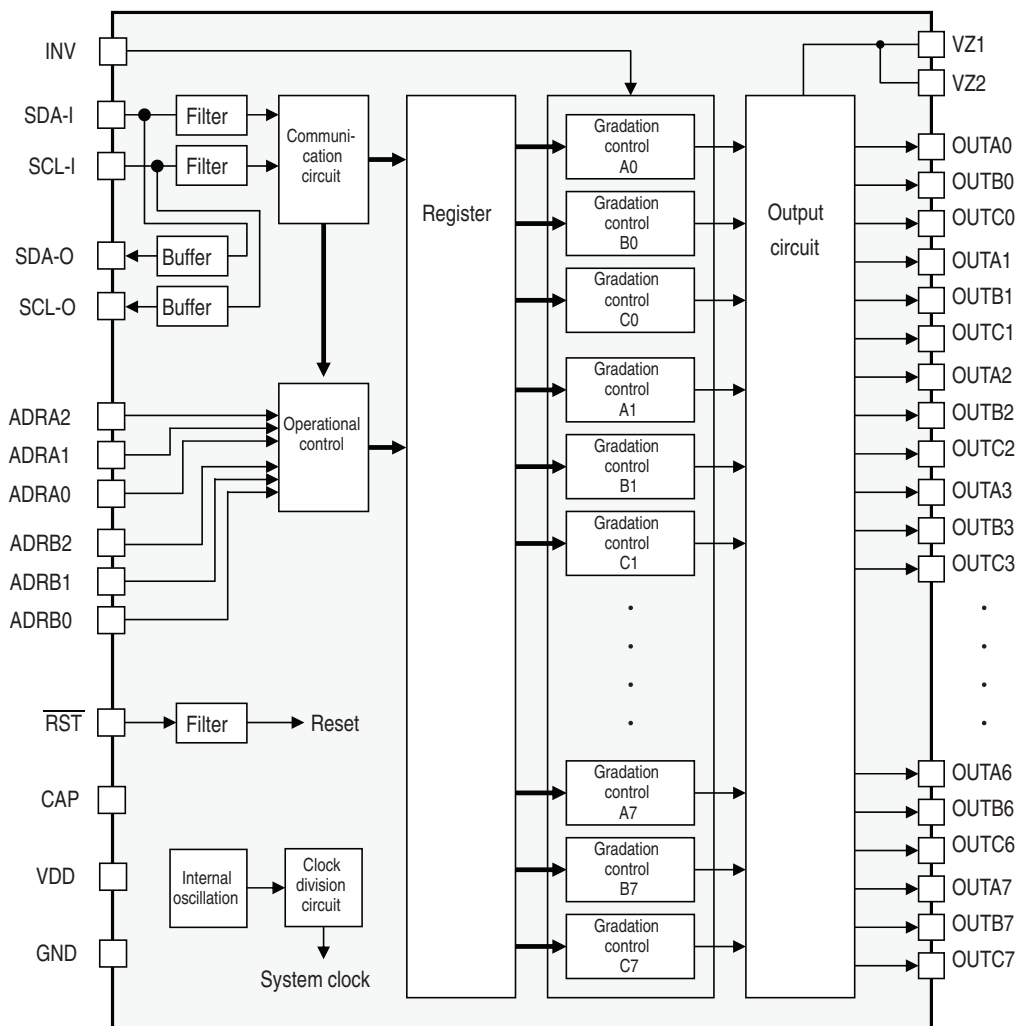 INV
SDA-I
SCL-I
SDA-O
SCL-O
ADRA2
ADRA1
ADRA0
ADRB2
ADRB1
ADRB0
RST
CAP
VDD
GND
Filter
Filter
Buffer
Buffer
Communi-
cation
circuit
Operational
control
Filter
Reset
Internal
oscillation
Clock
division
circuit
System clock
Register
Gradation
control
A0
Gradation
control
B0
Gradation
control
C0
Gradation
control
A1
Gradation
control
B1
Gradation
control
C1
Gradation
control
A7
Gradation
control
B7
Gradation
control
C7
Output
circuit
VZ1
VZ2
OUTA0
OUTB0
OUTC0
OUTA1
OUTB1
OUTC1
OUTA2
OUTB2
OUTC2
OUTA3
OUTB3
OUTC3
OUTA6
OUTB6
OUTC6
OUTA7
OUTB7
OUTC7